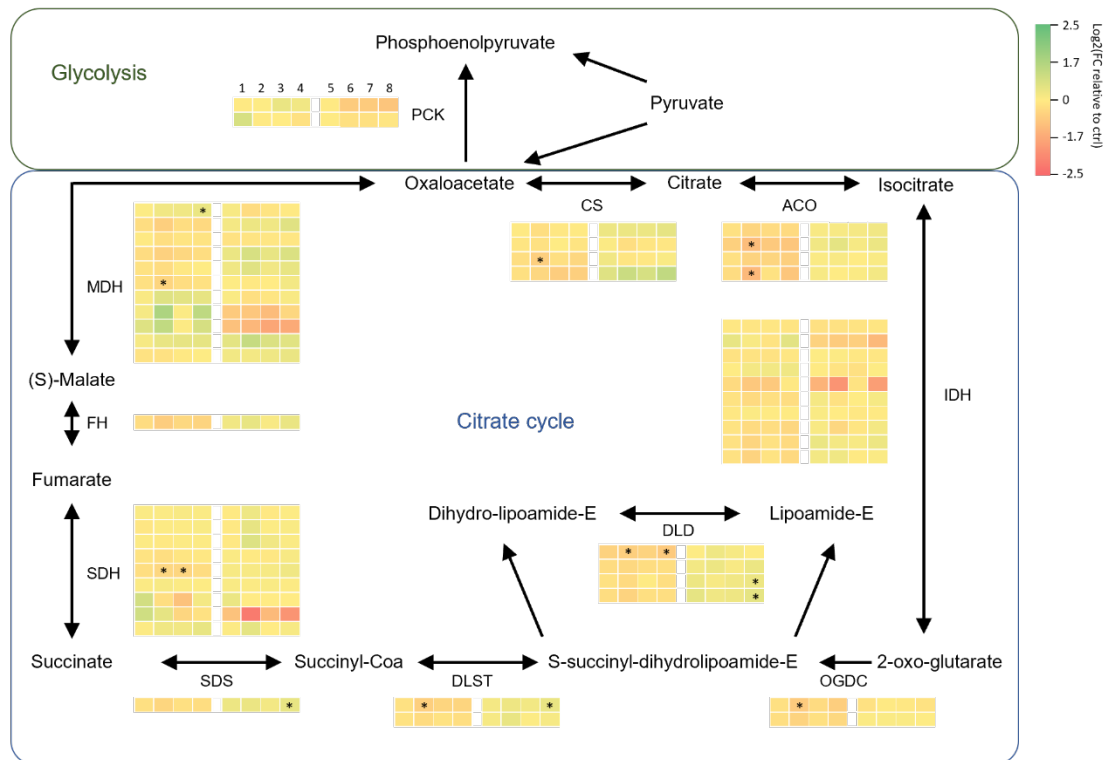 Phosphoenolpyruvate
Glycolysis
1 2 3 4 5 6 7 8
PCK
Pyruvate
2.5
1.7
0
-1.7
-2.5
Log2(FC relative to ctrl)
Oxaloacetate
Citrate
Isocitrate
CS
ACO
*
*
*
*
*
MDH
IDH
(S)-Malate
FH
Citrate cycle
Fumarate
Dihydro-lipoamide-E
Lipoamide-E
DLD
* *
*
*
SDH
* *
Succinate
Succinyl-Coa
S-succinyl-dihydrolipoamide-E
2-oxo-glutarate
SDS
DLST
OGDC
*
* *
*